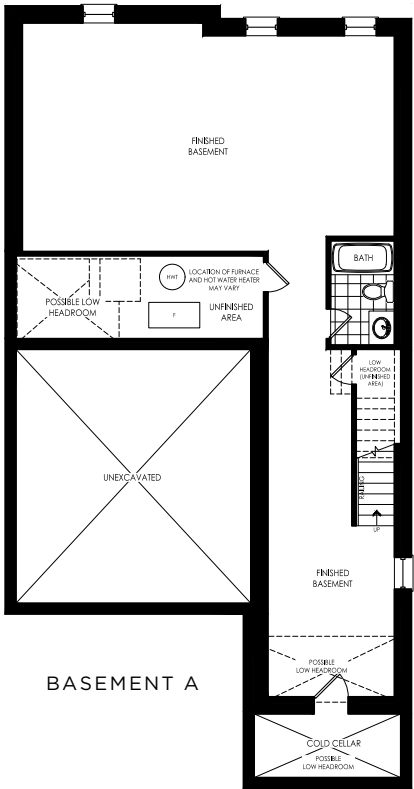 FINISHED
BASEMENT
BATH
HWT
LOCATION OF FURNACE
AND HOT WATER HEATER
MAY VARY
POSSIBLE LOW
HEADROOM
F
UNFINISHED
AREA
LOW
HEADROOM
(UNFINISHED
AREA)
UNEXCAVATED
RAILING
UP
FINISHED
BASEMENT
POSSIBLE
LOW HEADROOM
BASEMENT A
COLD CELLAR
POSSIBLE
LOW HEADROOM